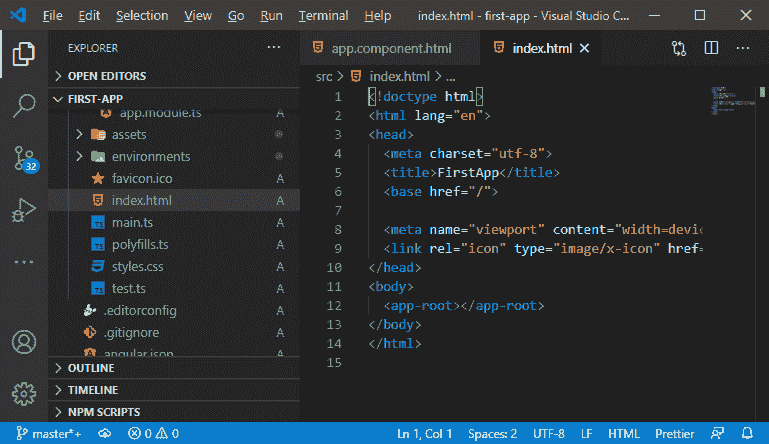 File Edit Selection View Go Run Terminal Help index.html - first-app - Visual Studio C...
EXPLORER
OPEN EDITORS
FIRST-APP
app.module.ts A
assets
environments
favicon.ico A
index.html A
main.ts A
polyfills.ts A
styles.css A
test.ts A
.editorconfig A
.gitignore A
angular.json A
OUTLINE
TIMELINE
NPM SCRIPTS
32
app.component.html index.html
src > index.html > ...
1 <!doctype html>
2 <html lang="en">
3 <head>
4 <meta charset="utf-8">
5 <title>FirstApp</title>
6 <base href="/">
7
8 <meta name="viewport" content="width=devi
9 <link rel="icon" type="image/x-icon" href=
10 </head>
11 <body>
12 <app-root></app-root>
13 </body>
14 </html>
15
master*+ 0 0 Ln 1, Col 1 Spaces: 2 UTF-8 LF HTML Prettier